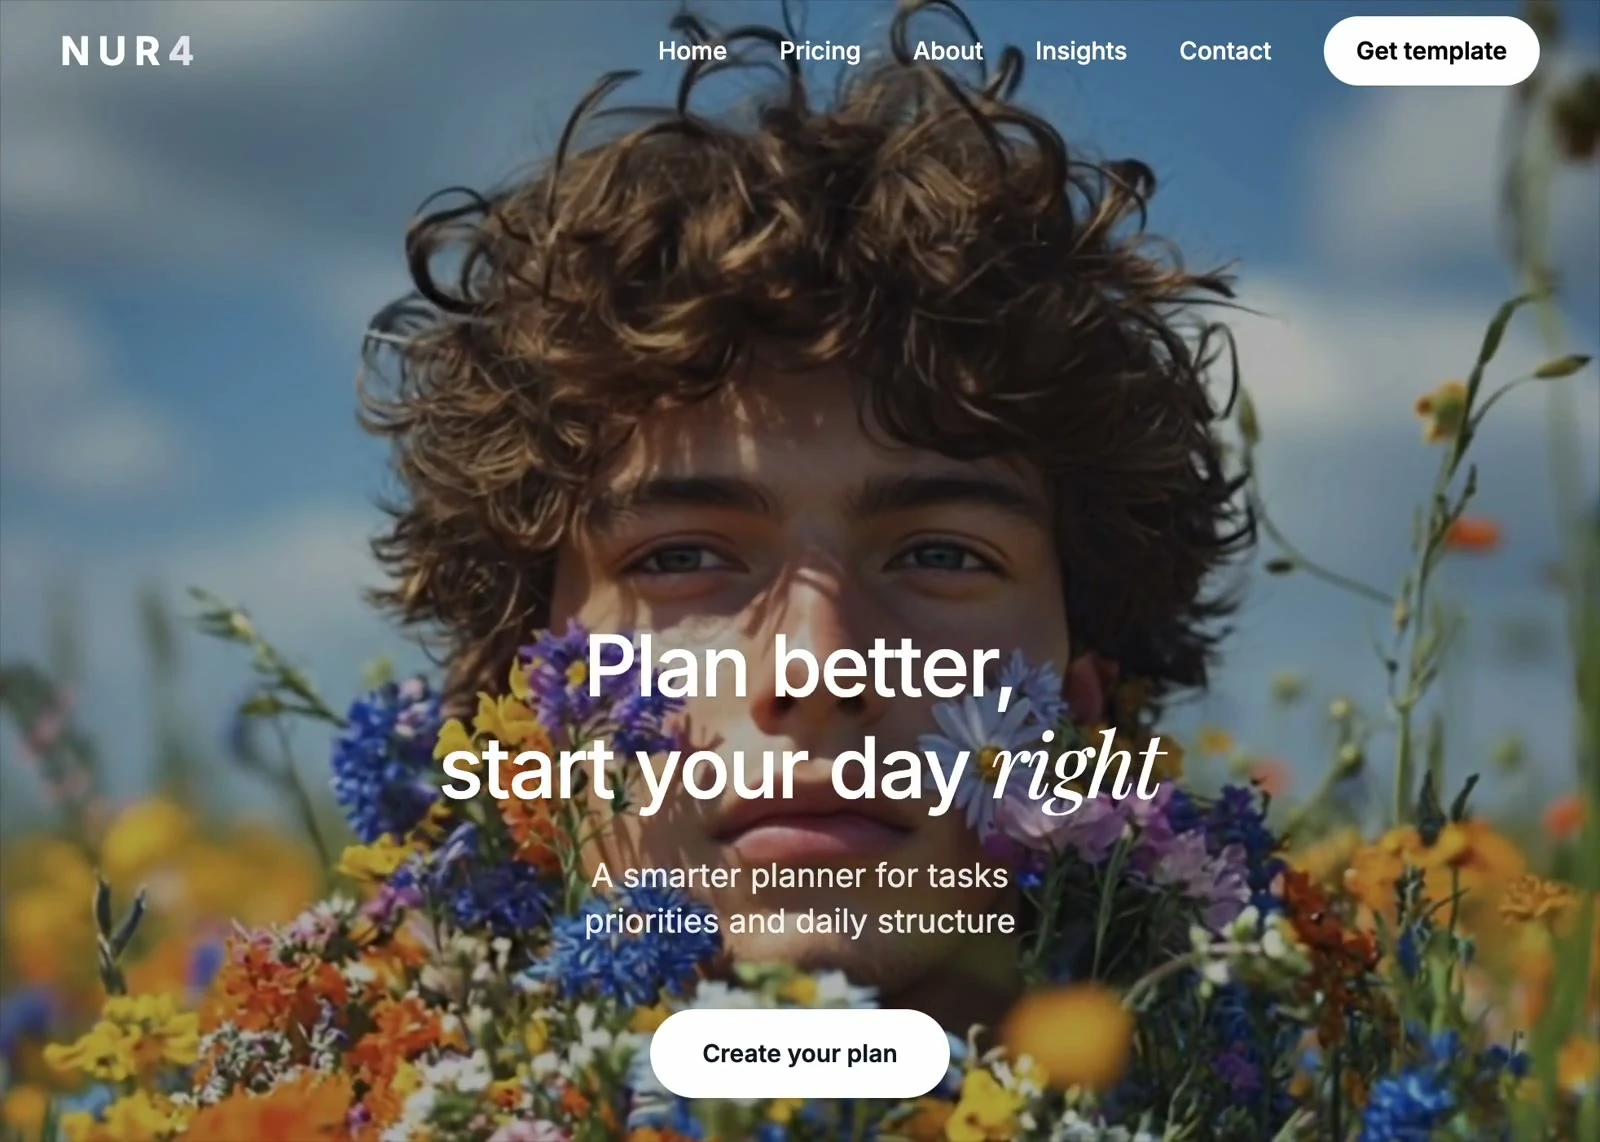 NUR4
Home Pricing About Insights Contact Get template
Plan better,
start your day right
A smarter planner for tasks
priorities and daily structure
Create your plan